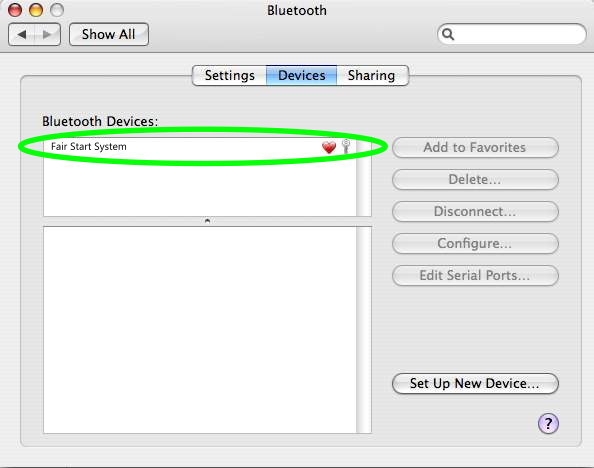 Bluetooth
Show All
Settings
Devices
Sharing
Bluetooth Devices:
Fair Start System
Add to Favorites
Delete...
Disconnect...
Configure...
Edit Serial Ports...
Set Up New Device...
?